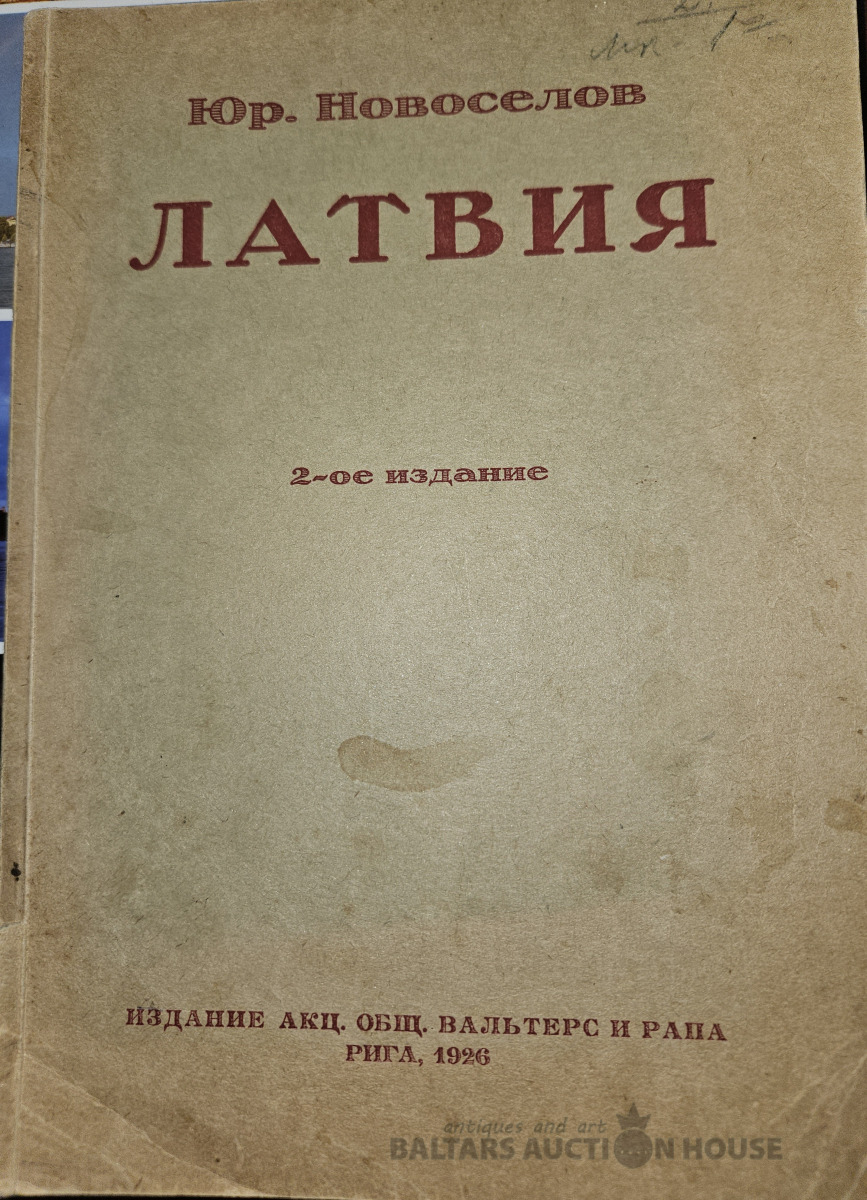 Юр. Новоселов
ЛАТВИЯ
2-ое издание
ИЗДАНИЕ АКЦ. ОБЩ. ВАЛЬТЕРС И РАПА
РИГА, 1926
antiques and art
BALTARS AUCTION HOUSE